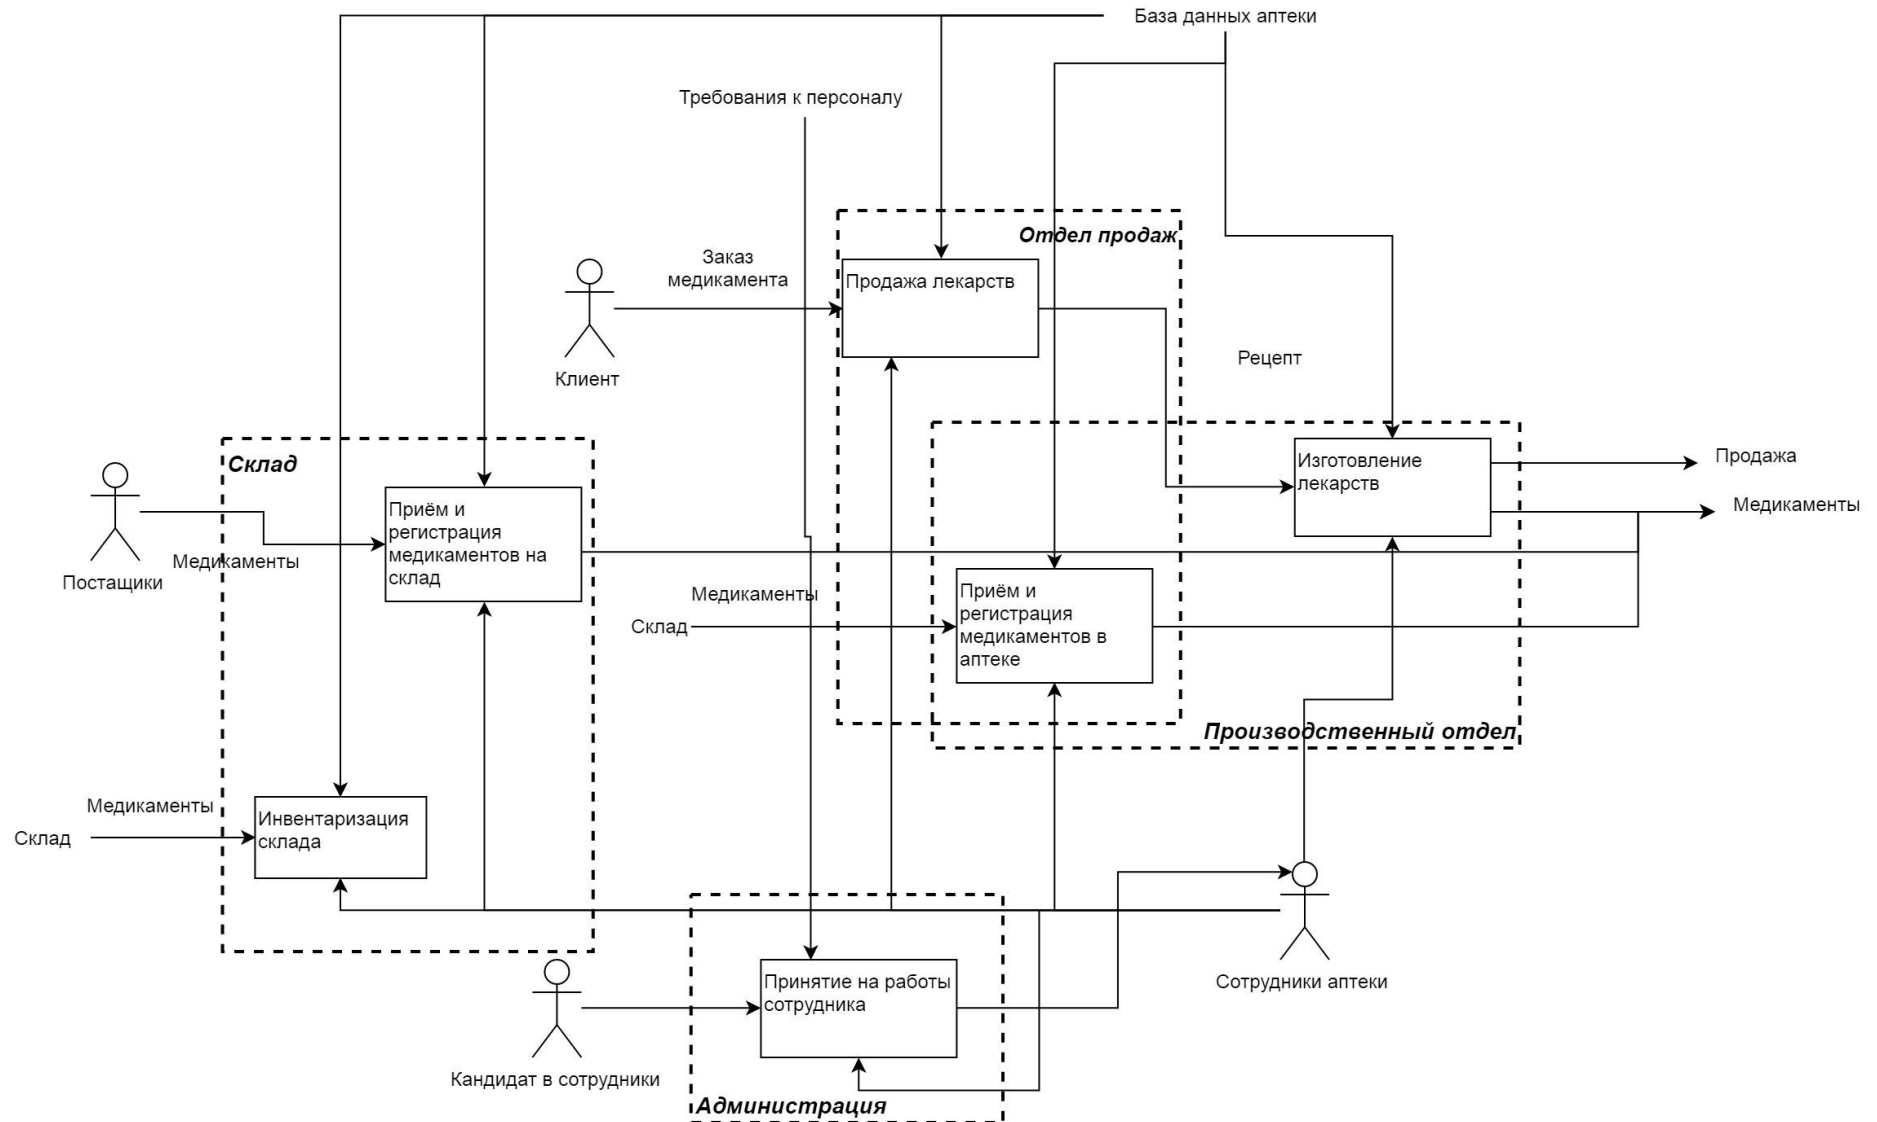 База данных аптеки
Требования к персоналу
Отдел продаж
Заказ
медикамента
Продажа лекарств
Клиент
Рецепт
Склад
Изготовление
лекарств
Продажа
Медикаменты
Приём и
регистрация
медикаментов на
склад
Медикаменты
Постащики
Медикаменты
Склад
Приём и
регистрация
медикаментов в
аптеке
Производственный отдел
Медикаменты
Склад
Инвентаризация
склада
Сотрудники аптеки
Принятие на работы
сотрудника
Кандидат в сотрудники
Администрация